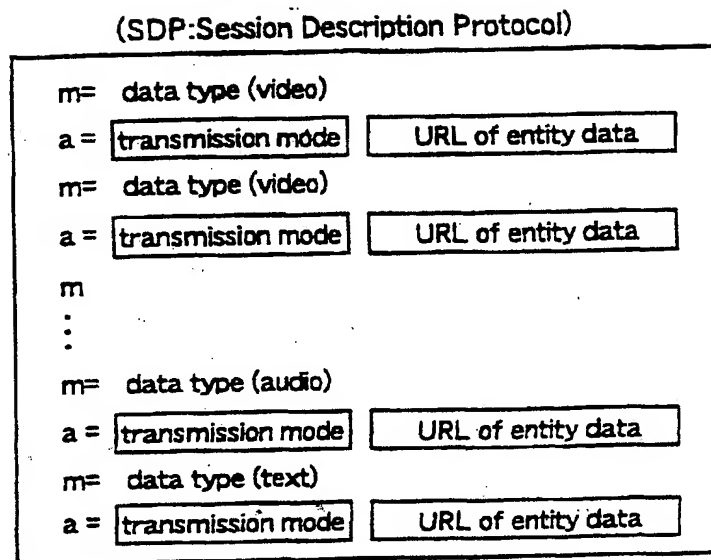 (SDP:Session Description Protocol)
m= data type (video)
a = transmission mode URL of entity data
m= data type (video)
a = transmission mode URL of entity data
m
m= data type (audio)
a = transmission mode URL of entity data
m= data type (text)
a = transmission mode URL of entity data